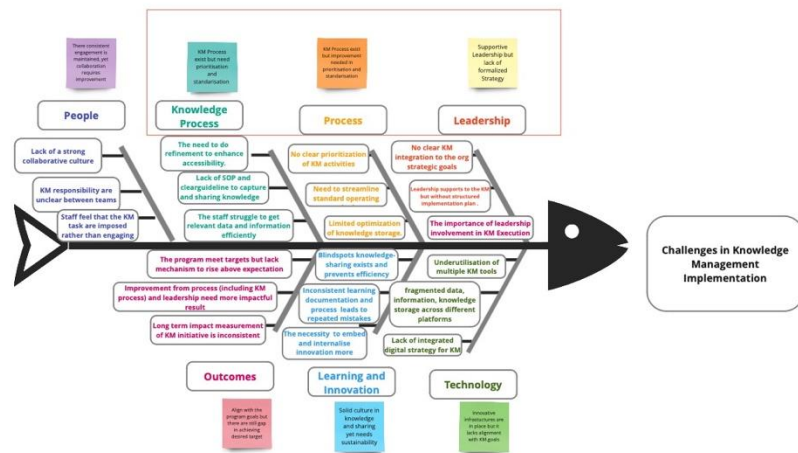 There consistent
engagement is
maintained, yet
collaboration
requires
improvement
KM Process
exist but need
prioritisation
and
standerisation
KM Process exist
but improvement
needed in
prioritisation and
standerisation
Supportive
Leadership but
lack of
formalized
Strategy
People
Knowledge
Process
Process
Leadership
Lack of a strong
collaborative culture
KM responsibility are
unclear between teams
Staff feel that the KM
task are imposed
rather than engaging
The need to do
refinement to enhance
accessibility.
Lack of SOP and
clearguideline to capture
and sharing knowledge
The staff struggle to get
relevant data and information
efficiently
No clear prioritization
of KM activities
Need to streamline
standard operating
Limited optimization
of knowledge storage.
No clear KM
integration to the org
strategic goals
Leadership supports to the KM
but without structured
implementation plan.
The importance of leadership
involvement in KM Execution
Challenges in Knowledge
Management
Implementation
The program meet targets but lack
mechanism to rise above expectation
Improvement from process (including KM
process) and leadership need more impactful
result
Long term impact measurement
of KM initiative is inconsistent
Blindspots knowledge-
sharing exists and
prevents efficiency
Inconsistent learning
documentation and
process leads to
repeated mistakes
The necessity to embed
and internalise
innovation more
Underutilisation of
multiple KM tools
fragmented data,
information, knowledge
storage across different
platforms
Lack of integrated
digital strategy for KM
Outcomes
Learning and
Innovation
Technology
Align with the
program goals but
there are still gap
in achieving
desired target
Solid culture in
knowledge
and sharing
yet needs
sustainability
Innovative
infrastructures are
in place but it
lacks alignment
with KM goals